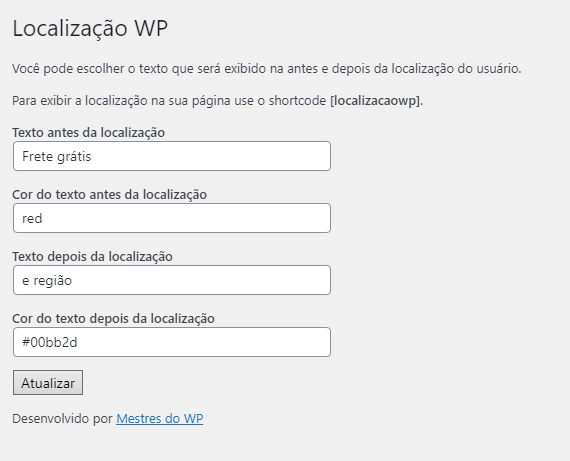 Localização WP
Você pode escolher o texto que será exibido na antes e depois da localização do usuário.
Para exibir a localização na sua página use o shortcode [localizacaowp].
Texto antes da localização
Frete grátis
Cor do texto antes da localização
red
Texto depois da localização
e região
Cor do texto depois da localização
#00bb2d
Atualizar
Desenvolvido por Mestres do WP